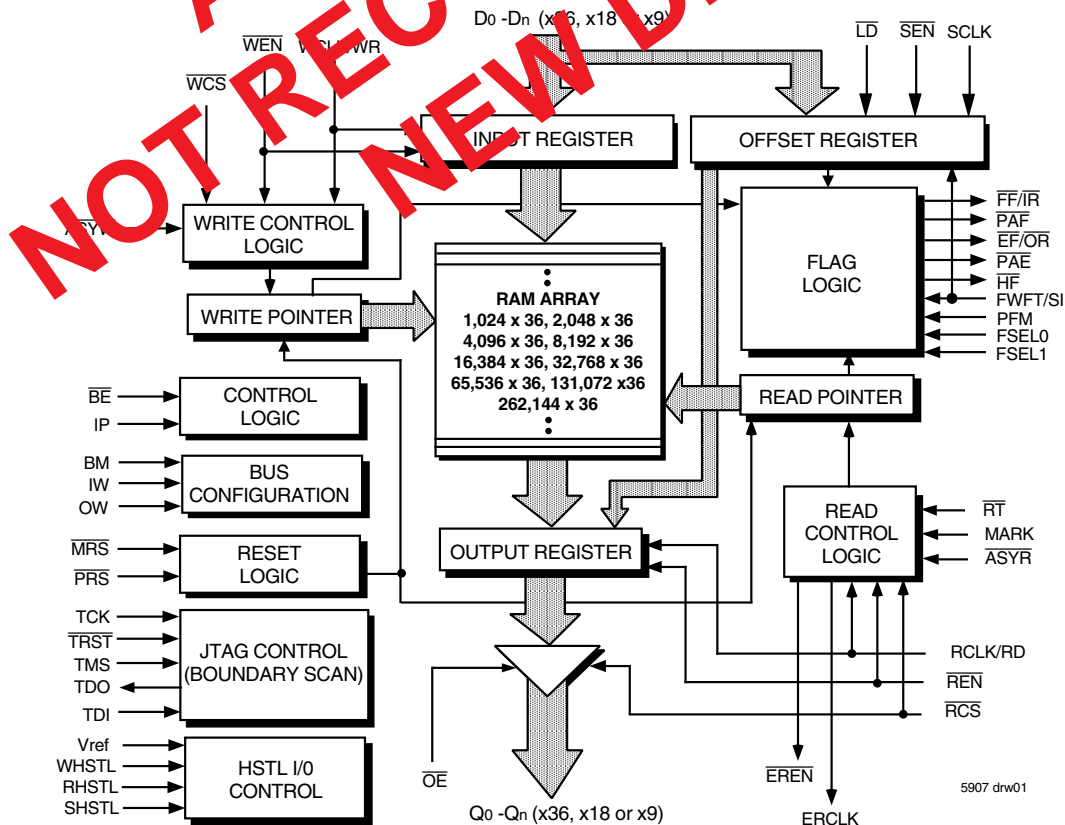 D0 -Dn (x36, x18 or x9)
LD SEN SCLK
WEN WCLK/WR
WCS
INPUT REGISTER
OFFSET REGISTER
NOT REC
NEW D
ASYW
WRITE CONTROL
LOGIC
FLAG
LOGIC
FF/IR
PAF
EF/OR
PAE
HF
FWFT/SI
PFM
FSEL0
FSEL1
WRITE POINTER
RAM ARRAY
1,024 x 36, 2,048 x 36
4,096 x 36, 8,192 x 36
16,384 x 36, 32,768 x 36
65,536 x 36, 131,072 x36
262,144 x 36
READ POINTER
BE
IP
CONTROL
LOGIC
BM
IW
OW
BUS
CONFIGURATION
READ
CONTROL
LOGIC
RT
MARK
ASYR
MRS
PRS
RESET
LOGIC
OUTPUT REGISTER
TCK
TRST
TMS
TDO
TDI
JTAG CONTROL
(BOUNDARY SCAN)
RCLK/RD
REN
RCS
Vref
WHSTL
RHSTL
SHSTL
HSTL I/0
CONTROL
OE
EREN
ERCLK
Q0 -Qn (x36, x18 or x9)
5907 drw01